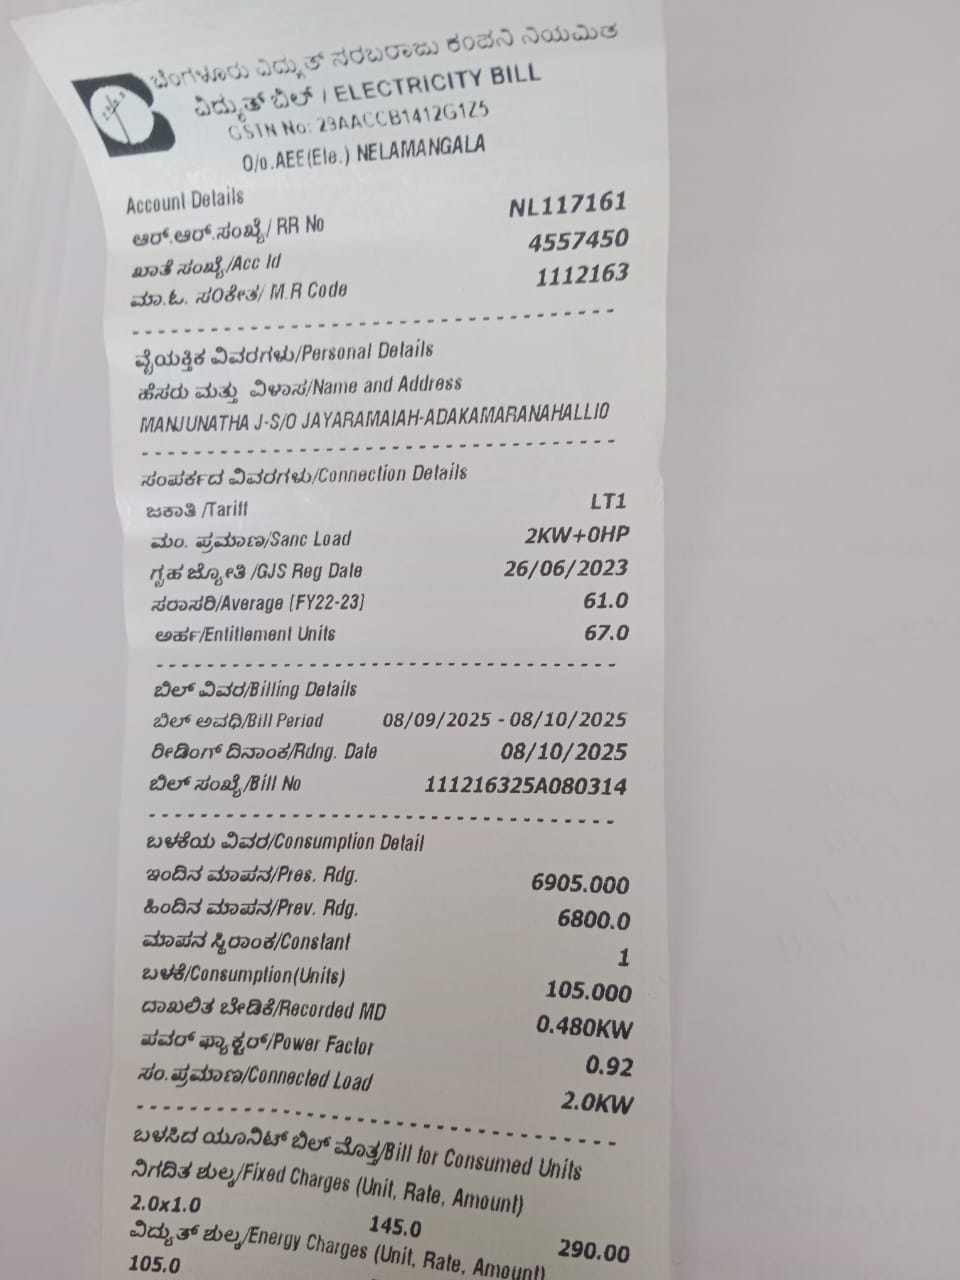 ಬೆಂಗಳೂರು ವಿದ್ಯುತ್ ಸರಬರಾಜು ಕಂಪನಿ ನಿಯಮಿತ
ವಿದ್ಯುತ್ ಬಿಲ್ / ELECTRICITY BILL
GSTN No: 29AACCB1412G1Z5
O/o.AEE(Ele.) NELAMANGALA
Account Details
ಆರ್.ಆರ್.ಸಂಖ್ಯೆ/ RR No NL117161
ಖಾತೆ ಸಂಖ್ಯೆ/Acc Id 4557450
ಮಾ.ಓ. ಸಂಕೇತ/ M.R Code 1112163
ವೈಯಕ್ತಿಕ ವಿವರಗಳು/Personal Details
ಹೆಸರು ಮತ್ತು ವಿಳಾಸ/Name and Address
MANJUNATHA J-S/O JAYARAMAIAH-ADAKAMARANAHALLI0
ಸಂಪರ್ಕದ ವಿವರಗಳು/Connection Details
ಜಕಾತಿ /Tariff LT1
ಮಂ. ಪ್ರಮಾಣ/Sanc Load 2KW+0HP
ಗೃಹ ಜ್ಯೋತಿ /GJS Reg Date 26/06/2023
ಸರಾಸರಿ/Average [FY22-23] 61.0
ಅರ್ಹ/Entitlement Units 67.0
ಬಿಲ್ ವಿವರ/Billing Details
ಬಿಲ್ ಅವಧಿ/Bill Period 08/09/2025 - 08/10/2025
ರೀಡಿಂಗ್ ದಿನಾಂಕ/Rdng. Date 08/10/2025
ಬಿಲ್ ಸಂಖ್ಯೆ/Bill No 111216325A080314
ಬಳಕೆಯ ವಿವರ/Consumption Detail
ಇಂದಿನ ಮಾಪನ/Pres. Rdg. 6905.000
ಹಿಂದಿನ ಮಾಪನ/Prev. Rdg. 6800.0
ಮಾಪನ ಸ್ಥಿರಾಂಕ/Constant 1
ಬಳಕೆ/Consumption(Units) 105.000
ದಾಖಲಿತ ಬೇಡಿಕೆ/Recorded MD 0.480KW
ಪವರ್ ಫ್ಯಾಕ್ಟರ್/Power Factor 0.92
ಸಂ.ಪ್ರಮಾಣ/Connected Load 2.0KW
ಬಳಸಿದ ಯೂನಿಟ್ ಬಿಲ್ ಮೊತ್ತ/Bill for Consumed Units
ನಿಗದಿತ ಶುಲ್ಕ/Fixed Charges (Unit, Rate, Amount)
2.0x1.0 145.0 290.00
ವಿದ್ಯುತ್ ಶುಲ್ಕ/Energy Charges (Unit, Rate, Amount)
105.0